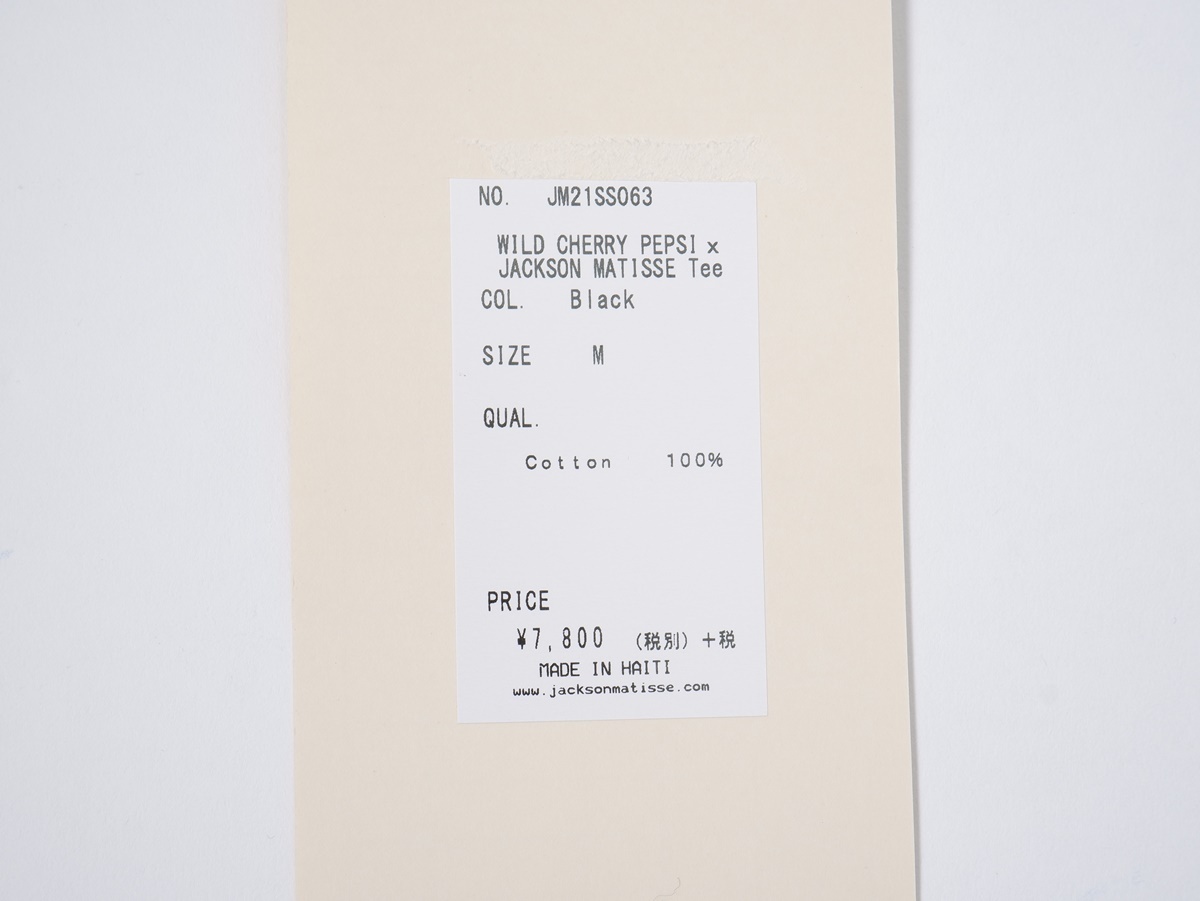 NO. JM21SS063
WILD CHERRY PEPSI x
JACKSON MATISSE Tee
COL. Black
SIZE M
QUAL.
Cotton 100%
PRICE
¥7,800 (税別)+税
MADE IN HAITI
www.jacksonmatisse.com